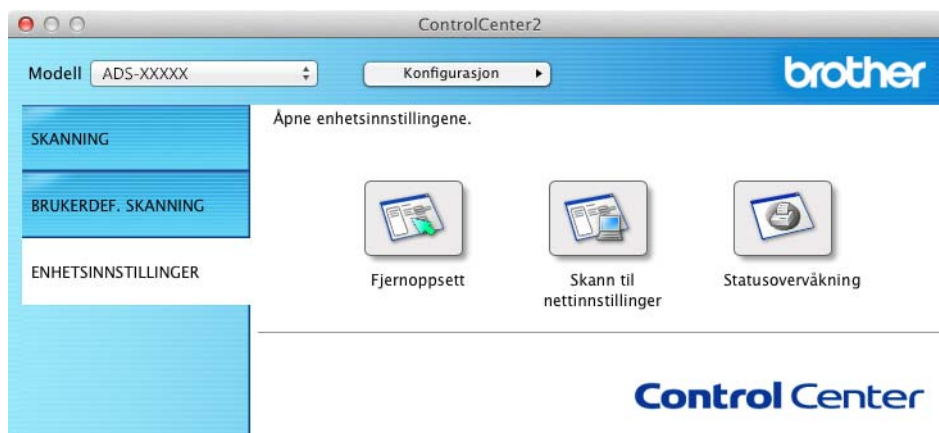 ControlCenter2
Modell ADS-XXXXX Konfigurasjon brother
SKANNING
BRUKERDEF. SKANNING
ENHETSINNSTILLINGER
Åpne enhetsinnstillingene.
Fjernoppsett
Skann til
nettinnstillinger
Statusovervåkning
Control Center